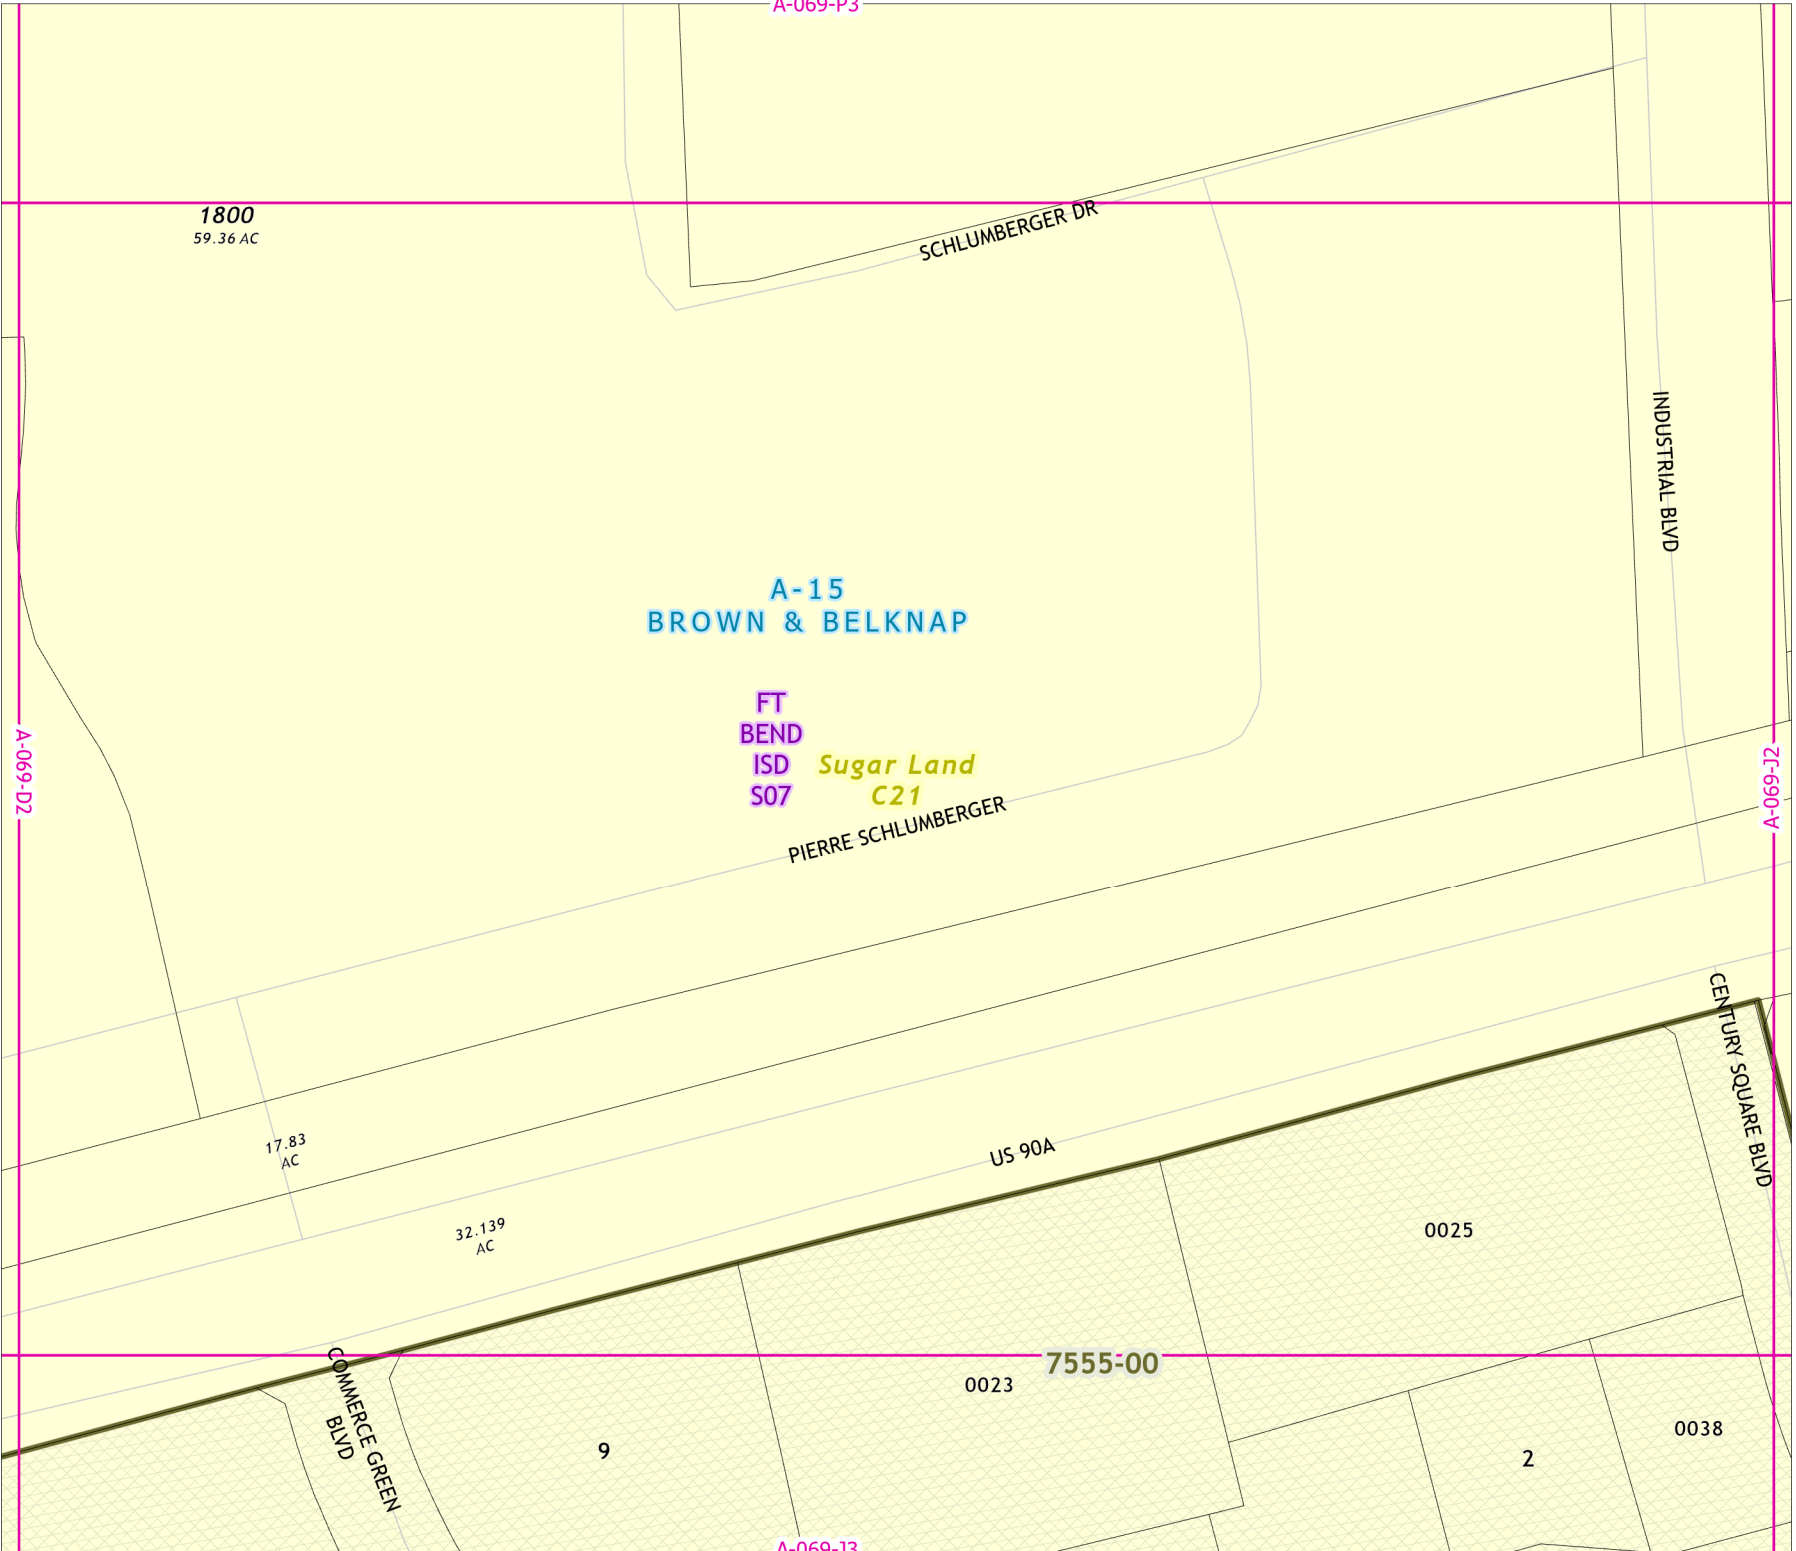 A-069-P3
1800
59.36 AC
SCHLUMBERGER DR
INDUSTRIAL BLVD
A-15
BROWN & BELKNAP
FT
BEND
ISD
S07
Sugar Land
C21
A-069-D2
A-069-J2
PIERRE SCHLUMBERGER
CENTURY SQUARE BLVD
17.83
AC
US 90A
32.139
AC
0025
7555-00
0023
COMMERCE GREEN
BLVD
9
2
0038
A-069-J3